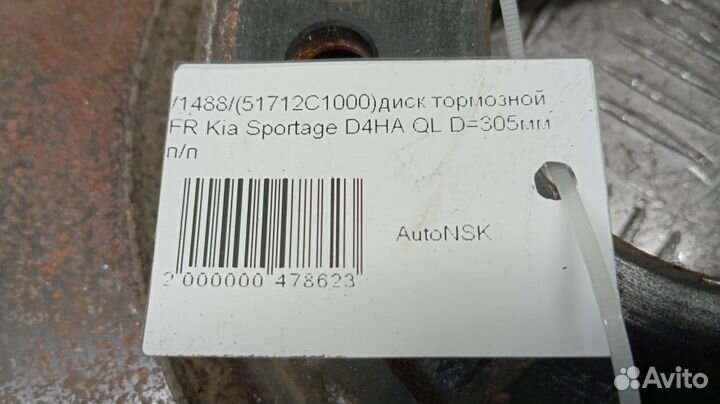 /1488/(51712C1000)диск тормозной
FR Kia Sportage D4HA QL D=305мм
п/п
AutoNSK
2 000000 478623
Avito